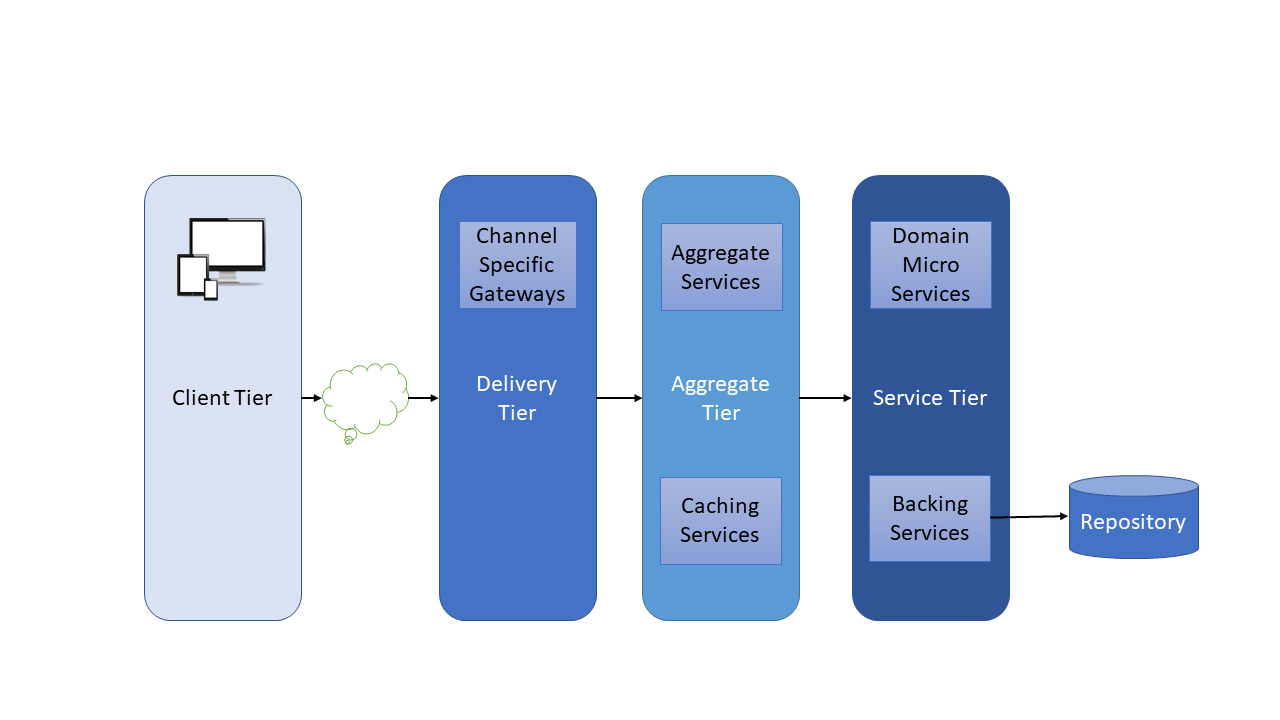 Client Tier
Channel
Specific
Gateways
Delivery
Tier
Aggregate
Services
Aggregate
Tier
Caching
Services
Domain
Micro
Services
Service Tier
Backing
Services
Repository